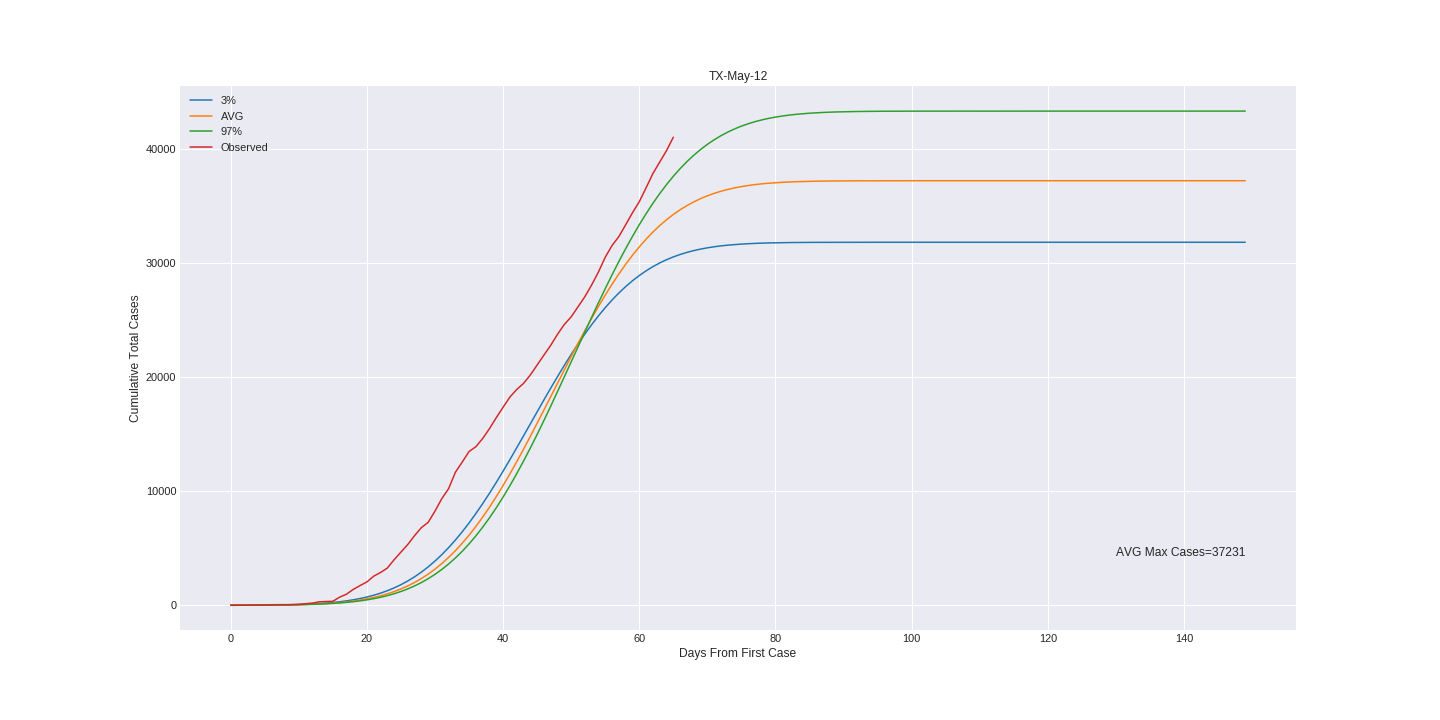 TX-May-12
3%
AVG
97%
Observed
Cumulative Total Cases
40000
30000
20000
10000
0
AVG Max Cases=37231
0 20 40 60 80 100 120 140
Days From First Case